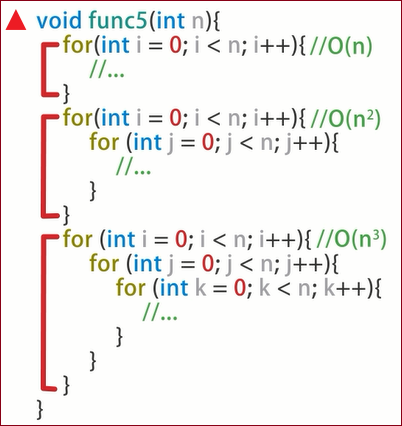 void func5(int n){
for(int i = 0; i < n; i++){ //O(n)
//...
}
for(int i = 0; i < n; i++){ //O(n²)
for (int j = 0; j < n; j++){
//...
}
}
for (int i = 0; i < n; i++){ //O(n³)
for (int j = 0; j < n; j++){
for (int k = 0; k < n; k++){
//...
}
}
}
}